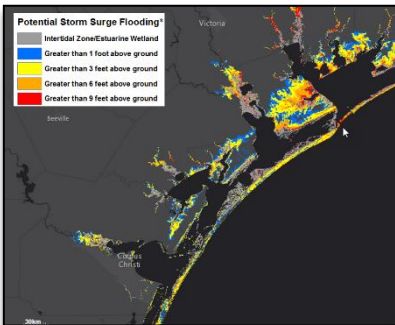 Potential Storm Surge Flooding*
Intertidal Zone/Estuarine Wetland
Greater than 1 foot above ground
Greater than 3 feet above ground
Greater than 6 feet above ground
Greater than 9 feet above ground
Victoria
Beeville
Corpus
Christi
30km